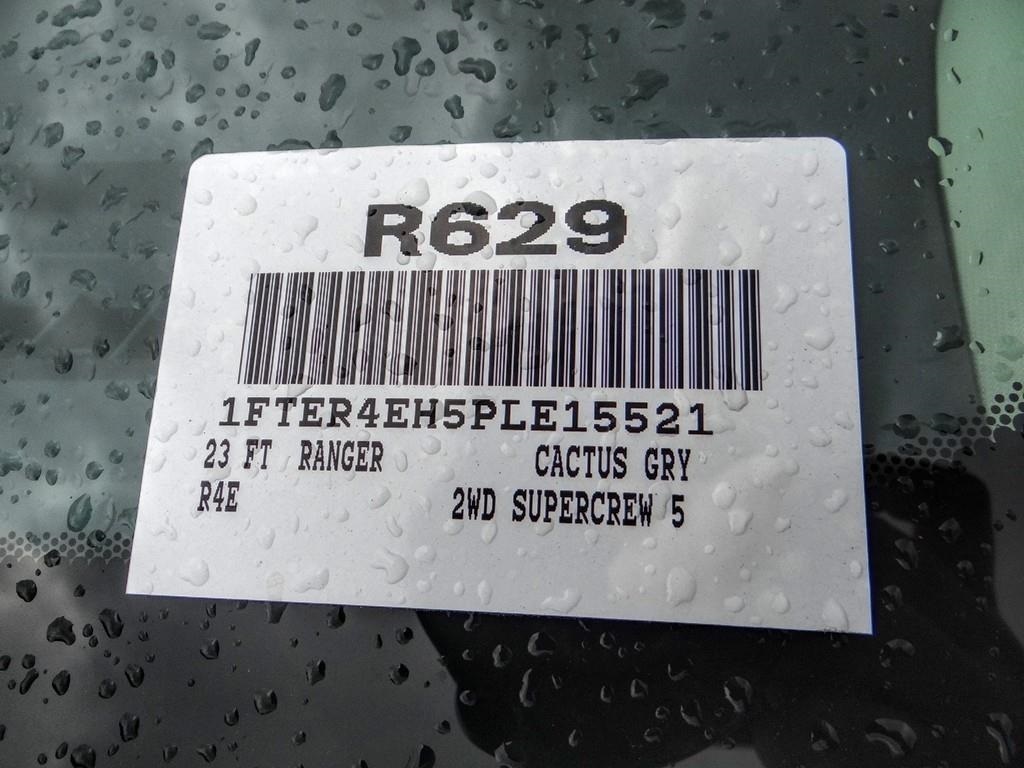 R629
1FTER4EH5PLE15521
23 FT RANGER CACTUS GRY
R4E 2WD SUPERCREW 5